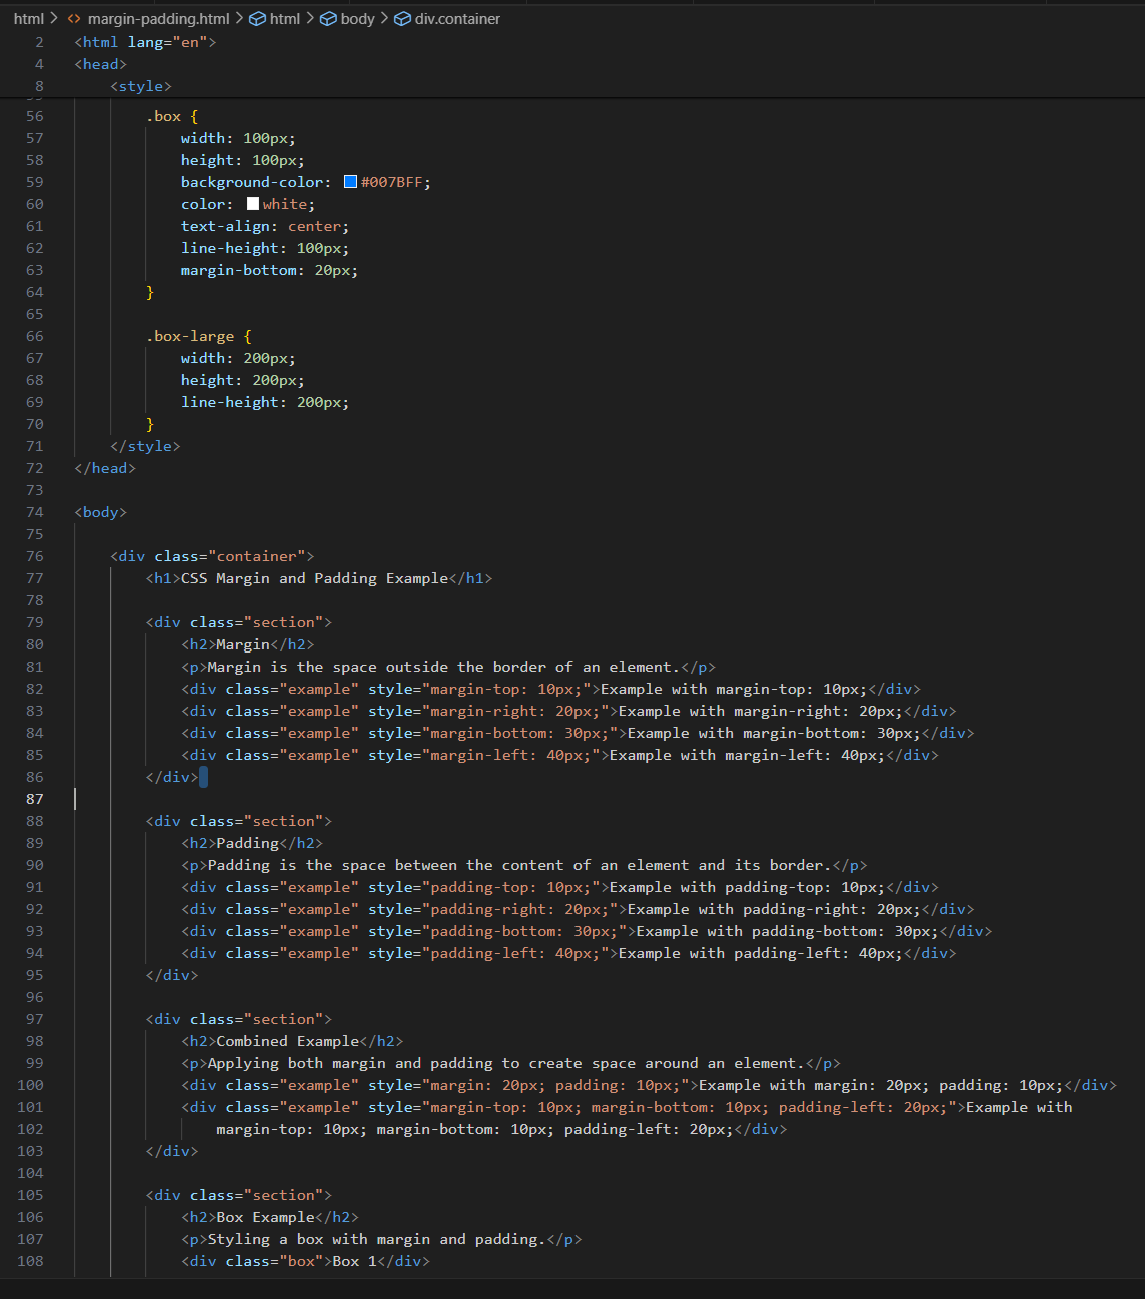 html > <> margin-padding.html > html > body > div.container
2 <html lang="en">
4 <head>
8 <style>
56 .box {
57 width: 100px;
58 height: 100px;
59 background-color: #007BFF;
60 color: white;
61 text-align: center;
62 line-height: 100px;
63 margin-bottom: 20px;
64 }
65
66 .box-large {
67 width: 200px;
68 height: 200px;
69 line-height: 200px;
70 }
71 </style>
72 </head>
73
74 <body>
75
76 <div class="container">
77 <h1>CSS Margin and Padding Example</h1>
78
79 <div class="section">
80 <h2>Margin</h2>
81 <p>Margin is the space outside the border of an element.</p>
82 <div class="example" style="margin-top: 10px;">Example with margin-top: 10px;</div>
83 <div class="example" style="margin-right: 20px;">Example with margin-right: 20px;</div>
84 <div class="example" style="margin-bottom: 30px;">Example with margin-bottom: 30px;</div>
85 <div class="example" style="margin-left: 40px;">Example with margin-left: 40px;</div>
86 </div>
87
88 <div class="section">
89 <h2>Padding</h2>
90 <p>Padding is the space between the content of an element and its border.</p>
91 <div class="example" style="padding-top: 10px;">Example with padding-top: 10px;</div>
92 <div class="example" style="padding-right: 20px;">Example with padding-right: 20px;</div>
93 <div class="example" style="padding-bottom: 30px;">Example with padding-bottom: 30px;</div>
94 <div class="example" style="padding-left: 40px;">Example with padding-left: 40px;</div>
95 </div>
96
97 <div class="section">
98 <h2>Combined Example</h2>
99 <p>Applying both margin and padding to create space around an element.</p>
100 <div class="example" style="margin: 20px; padding: 10px;">Example with margin: 20px; padding: 10px;</div>
101 <div class="example" style="margin-top: 10px; margin-bottom: 10px; padding-left: 20px;">Example with
102 margin-top: 10px; margin-bottom: 10px; padding-left: 20px;</div>
103 </div>
104
105 <div class="section">
106 <h2>Box Example</h2>
107 <p>Styling a box with margin and padding.</p>
108 <div class="box">Box 1</div>